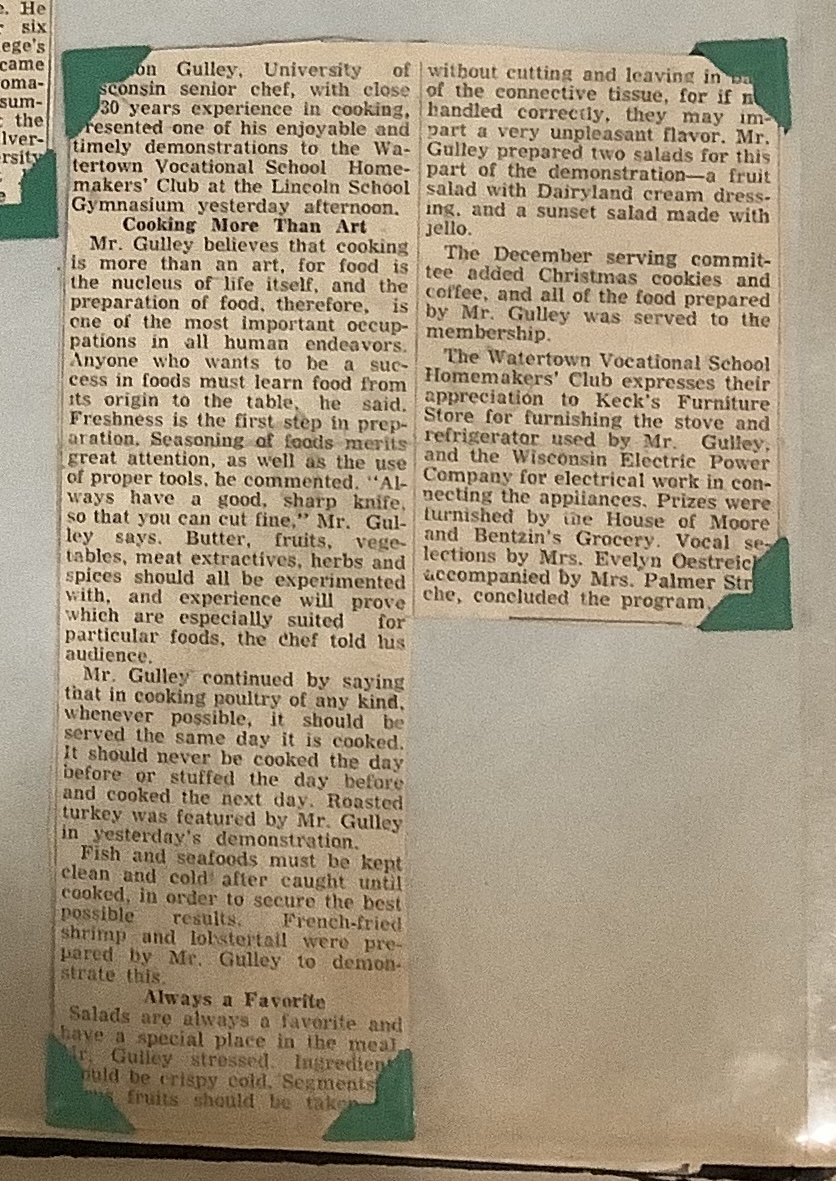 e. He
six
ege's
came
oma-
sum-
the
lver-
rsity
e
on Gulley, University of
sconsin senior chef, with close
30 years experience in cooking,
resented one of his enjoyable and
timely demonstrations to the Wa-
tertown Vocational School Home-
makers' Club at the Lincoln School
Gymnasium yesterday afternoon.
Cooking More Than Art
Mr. Gulley believes that cooking
is more than an art, for food is
the nucleus of life itself, and the
preparation of food, therefore, is
one of the most important occup-
pations in all human endeavors.
Anyone who wants to be a suc-
cess in foods must learn food from
its origin to the table, he said.
Freshness is the first step in prep-
aration. Seasoning of foods merits
great attention, as well as the use
of proper tools, he commented. "Al-
ways have a good, sharp knife,
so that you can cut fine," Mr. Gul-
ley says. Butter, fruits, vege-
tables, meat extractives, herbs and
spices should all be experimented
with, and experience will prove
which are especially suited for
particular foods, the chef told his
audience.
Mr. Gulley continued by saying
that in cooking poultry of any kind,
whenever possible, it should be
served the same day it is cooked.
It should never be cooked the day
before or stuffed the day before
and cooked the next day. Roasted
turkey was featured by Mr. Gulley
in yesterday's demonstration.
Fish and seafoods must be kept
clean and cold after caught until
cooked, in order to secure the best
possible results. French-fried
shrimp and lobstertail were pre-
pared by Mr. Gulley to demon-
strate this.
Always a Favorite
Salads are always a favorite and
have a special place in the meal
Mr. Gulley stressed. Ingredient
ould be crispy cold. Segments
fruits should be taken
without cutting and leaving in
of the connective tissue, for if n
handled correctly, they may im-
part a very unpleasant flavor. Mr.
Gulley prepared two salads for this
part of the demonstration—a fruit
salad with Dairyland cream dress-
ing, and a sunset salad made with
jello.
The December serving commit-
tee added Christmas cookies and
coffee, and all of the food prepared
by Mr. Gulley was served to the
membership.
The Watertown Vocational School
Homemakers' Club expresses their
appreciation to Keck's Furniture
Store for furnishing the stove and
refrigerator used by Mr. Gulley,
and the Wisconsin Electric Power
Company for electrical work in con-
necting the appliances. Prizes were
furnished by the House of Moore
and Bentzin's Grocery. Vocal se-
lections by Mrs. Evelyn Oestreich
accompanied by Mrs. Palmer Str
che, concluded the program.